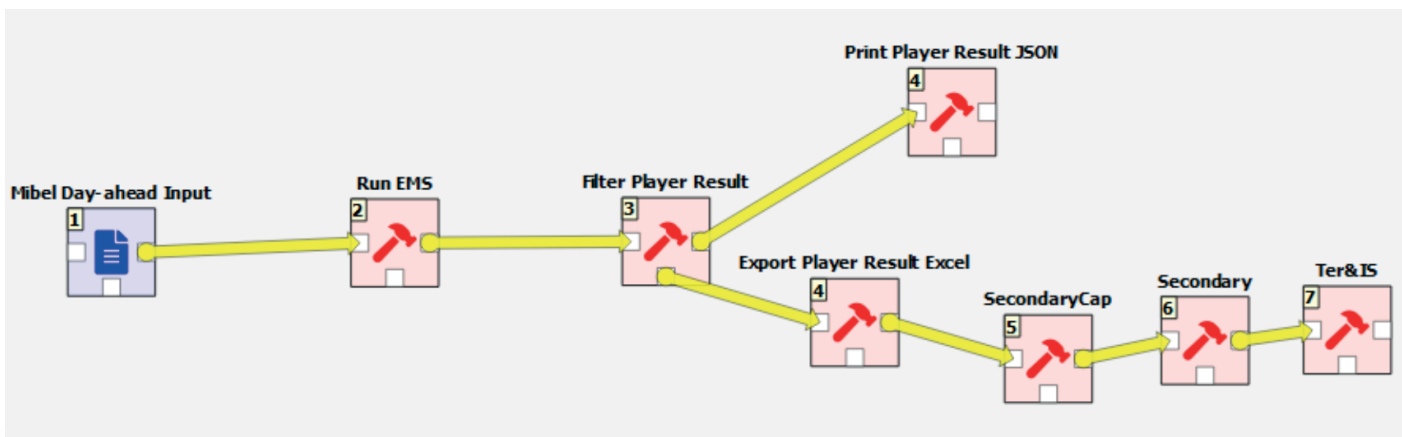 Print Player Result JSON
4
Mibel Day-ahead Input
1
Run EMS
2
Filter Player Result
3
Export Player Result Excel
4
SecondaryCap
5
Secondary
6
Ter&IS
7